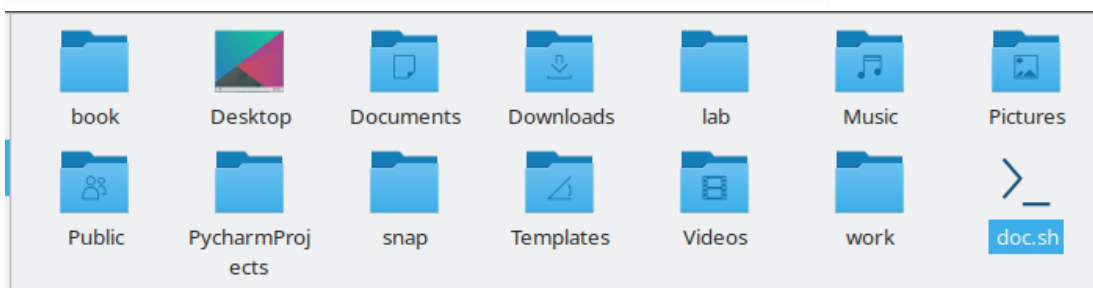 book
Desktop
Documents
Downloads
lab
Music
Pictures
Public
PycharmProj
ects
snap
Templates
Videos
work
doc.sh